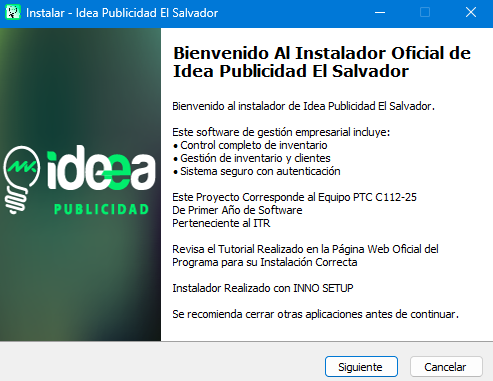 Instalar - Idea Publicidad El Salvador
Bienvenido Al Instalador Oficial de
Idea Publicidad El Salvador
Bienvenido al instalador de Idea Publicidad El Salvador.
Este software de gestión empresarial incluye:
• Control completo de inventario
• Gestión de inventario y clientes
• Sistema seguro con autenticación
Este Proyecto Corresponde al Equipo PTC C112-25
De Primer Año de Software
Perteneciente al ITR
Revisa el Tutorial Realizado en la Página Web Oficial del
Programa para su Instalación Correcta
Instalador Realizado con INNO SETUP
Se recomienda cerrar otras aplicaciones antes de continuar.
ideea
PUBLICIDAD
Siguiente
Cancelar